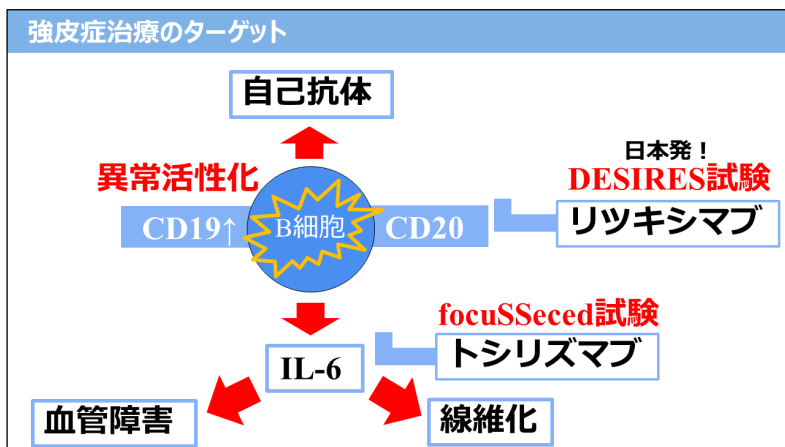 強皮症治療のターゲット
自己抗体
異常活性化
日本発！
DESIRES試験
CD19↑
B細胞
CD20
リツキシマブ
focuSSeced試験
トシリズマブ
IL-6
血管障害
線維化